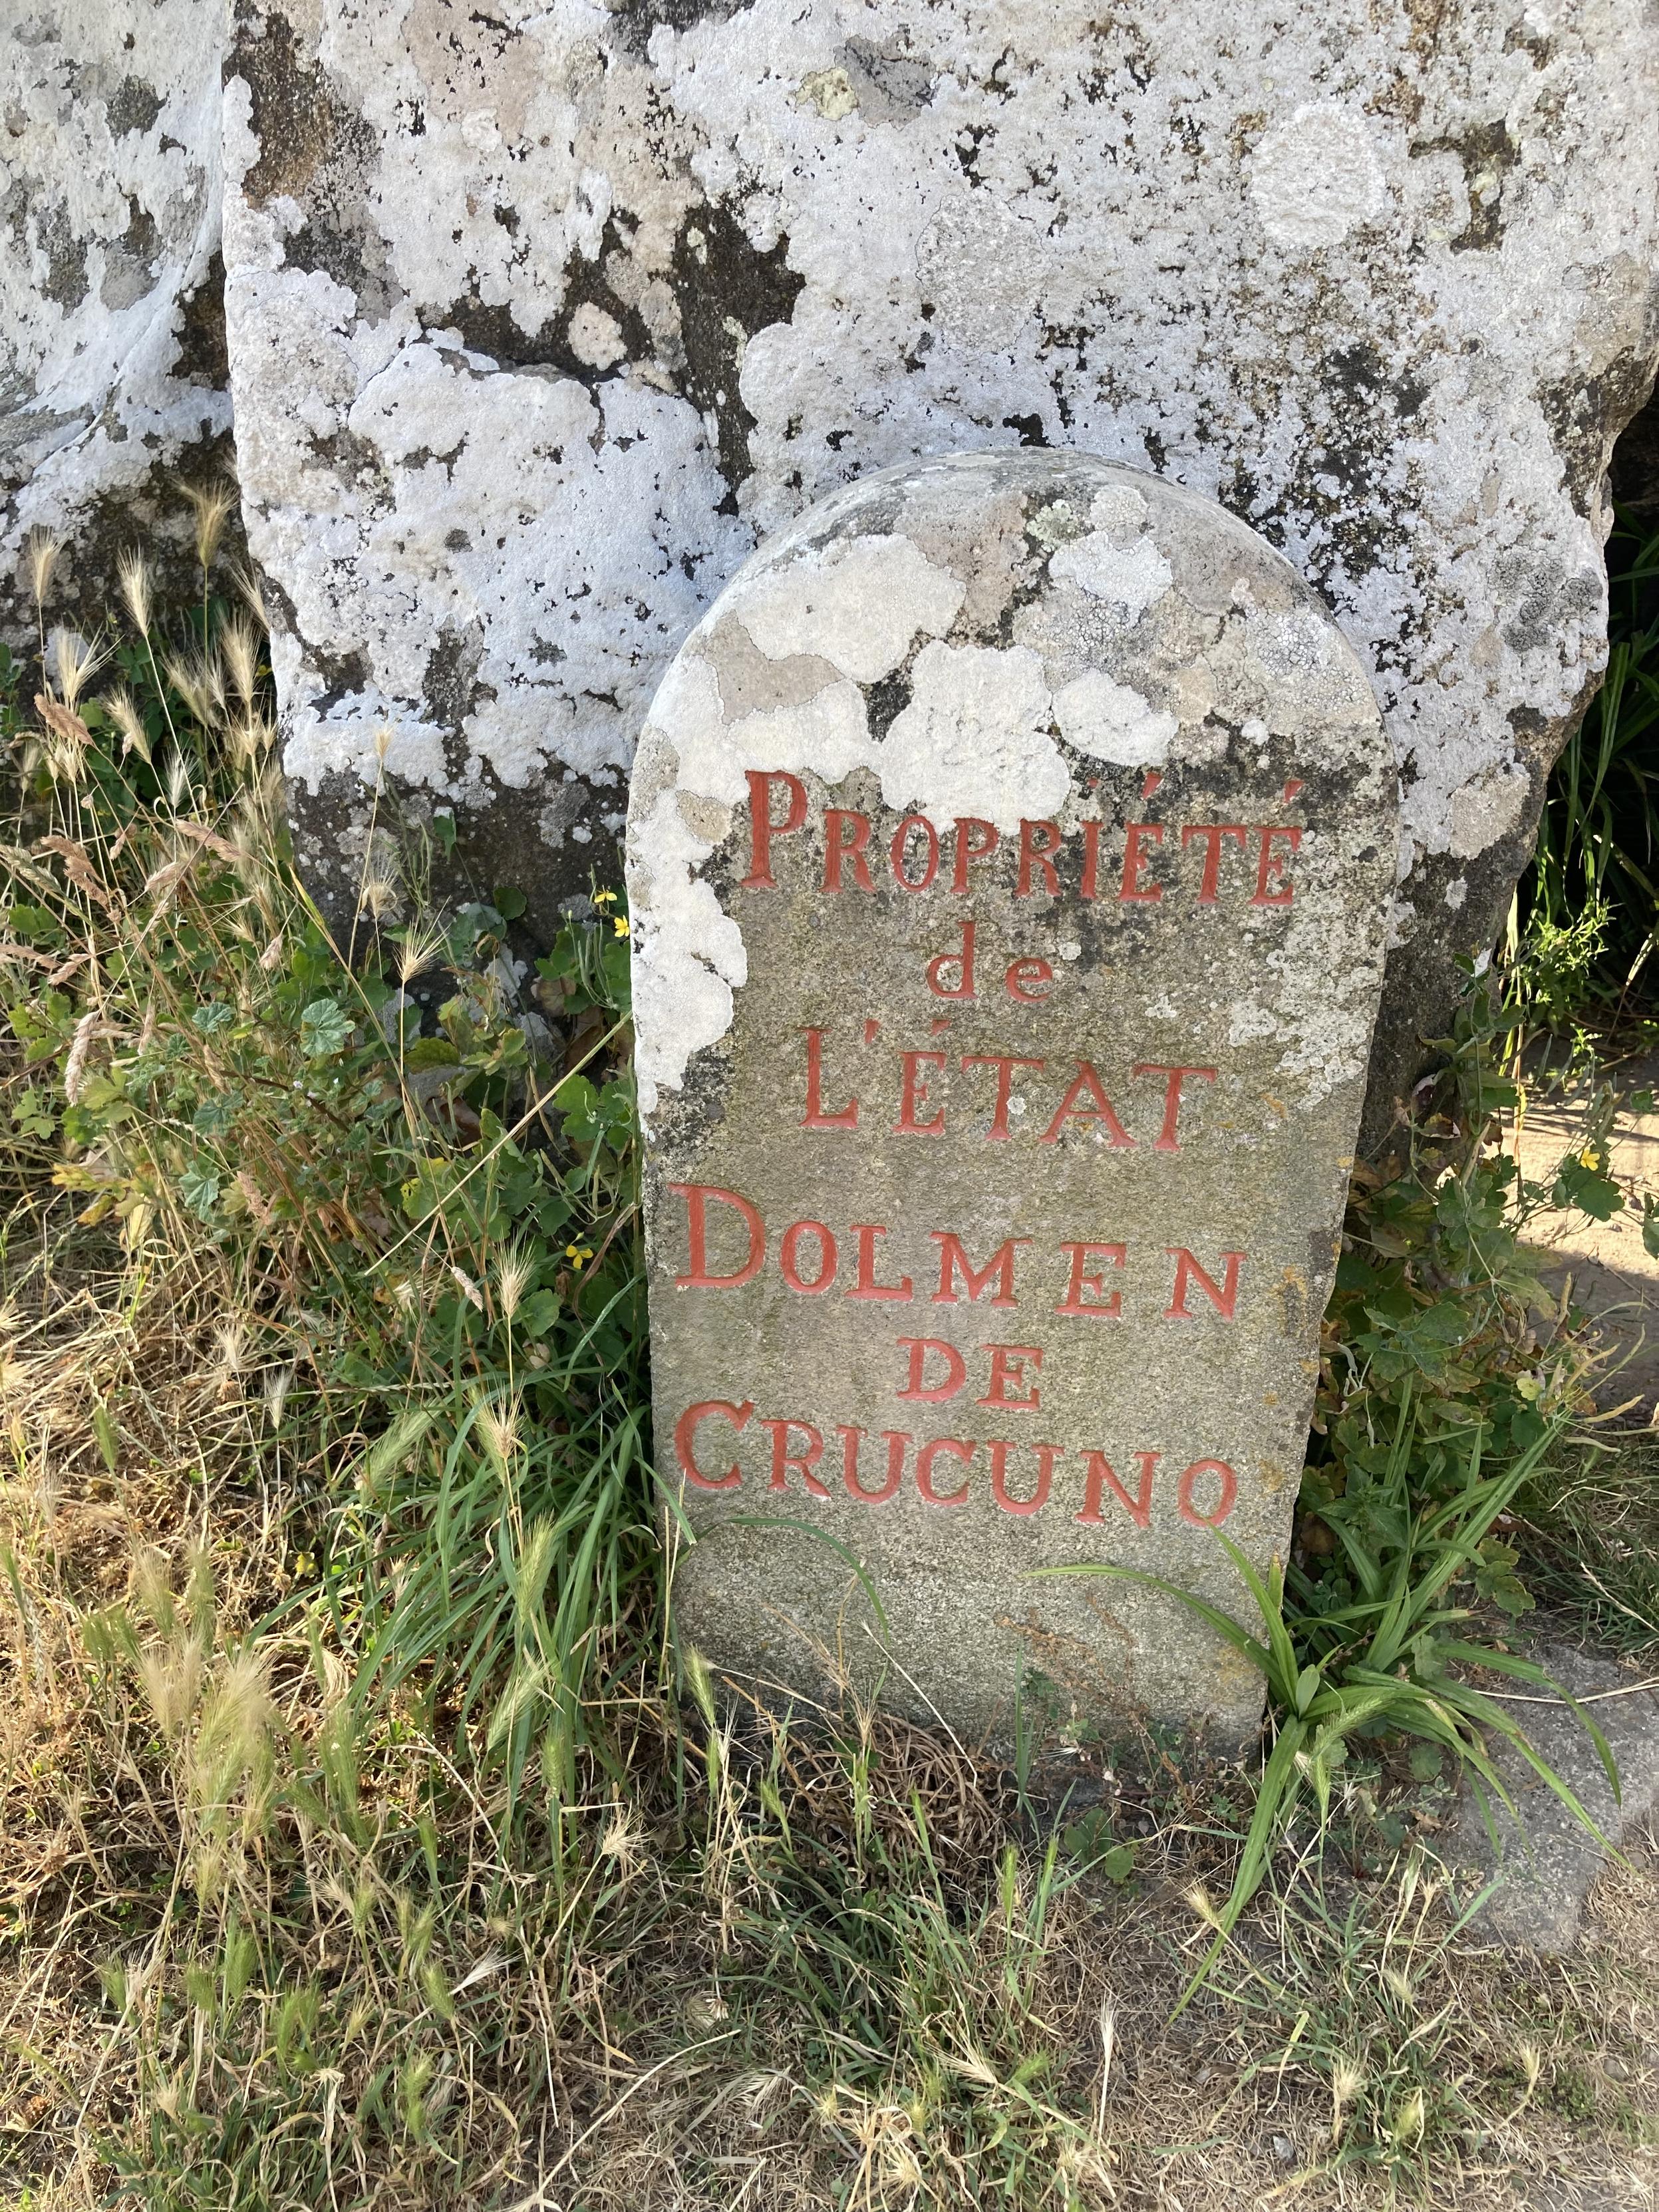 PROPRIÉTÉ
de
L'ÉTAT
DOLMEN
DE
CRUCUNO